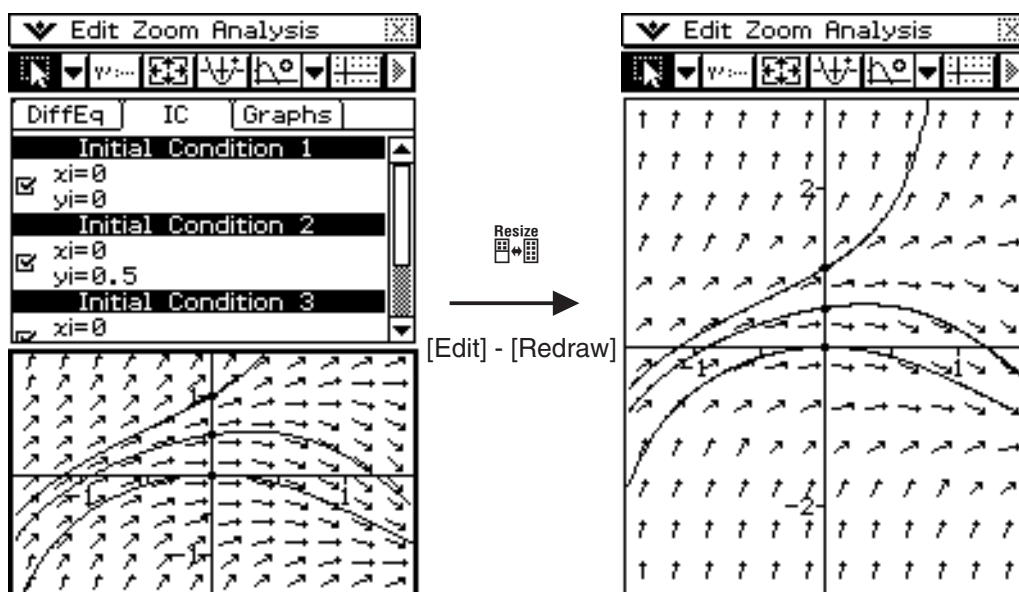 Edit Zoom Analysis
DiffEq IC Graphs
Initial Condition 1
xi=0
yi=0
Initial Condition 2
xi=0
yi=0.5
Initial Condition 3
xi=0
1
-1
1
-1
Resize
[Edit] - [Redraw]
Edit Zoom Analysis
2
-1
1
-2